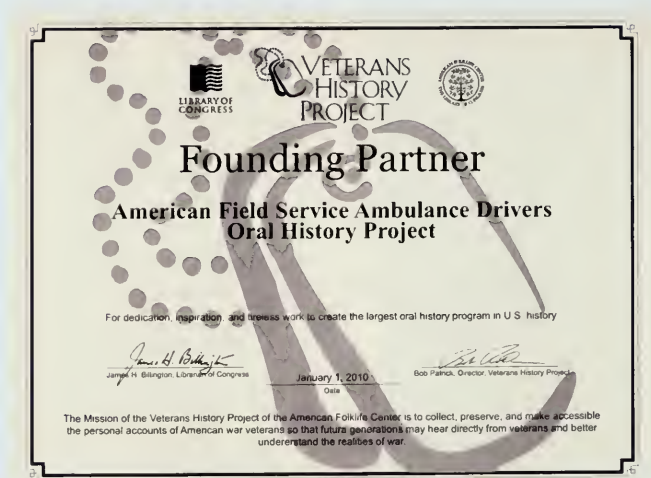 LIBRARY OF
CONGRESS
VETERANS
HISTORY
PROJECT
Founding Partner
American Field Service Ambulance Drivers
Oral History Project
For dedication, inspiration, and tireless work to create the largest oral history program in U S history
James H. Billington
James H. Billington, Librarian of Congress
January 1, 2010
Date
Bob Patrick, Director, Veterans History Project
The Mission of the Veterans History Project of the American Folklife Center is to collect, preserve, and make accessible
the personal accounts of American war veterans so that future generations may hear directly from veterans and better
undererstand the realities of war.